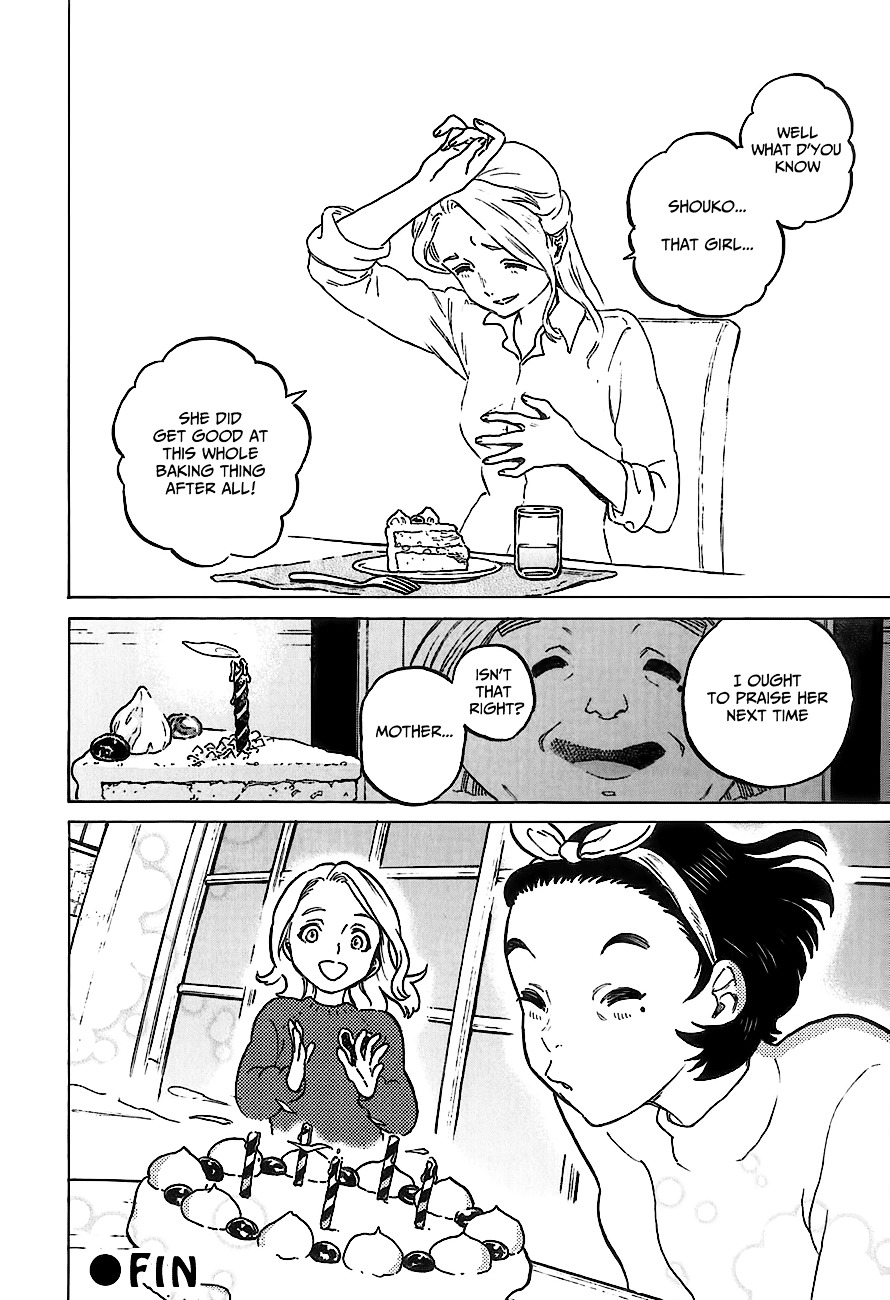 WELL
WHAT D'YOU
KNOW
SHOUKO...
THAT GIRL...
SHE DID
GET GOOD AT
THIS WHOLE
BAKING THING
AFTER ALL!
I OUGHT
TO PRAISE HER
NEXT TIME
ISN'T
THAT
RIGHT?
MOTHER...
●FIN